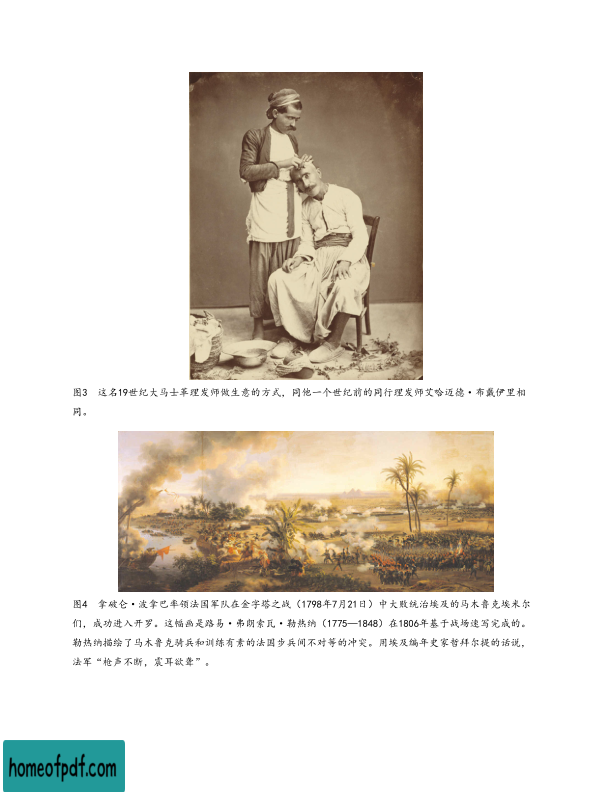 图3 这名19世纪大马士革理发师做生意的方式，同他一个世纪前的同行理发师艾哈迈德·布戴伊里相
同。
图4 拿破仑·波拿巴率领法国军队在金字塔之战（1798年7月21日）中大败统治埃及的马木鲁克埃米尔
们，成功进入开罗。这幅画是路易·弗朗索瓦·勒热纳（1775—1848）在1806年基于战场速写完成的。
勒热纳描绘了马木鲁克骑兵和训练有素的法国步兵间不对等的冲突。用埃及编年史家哲拜尔提的话说，
法军“枪声不断，震耳欲聋”。
homeofpdf.com